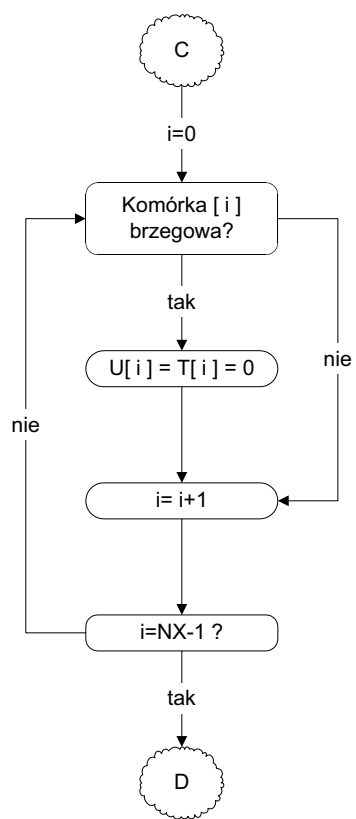 C
i=0
Komórka [ i ]
brzegowa?
tak
nie
U[ i ] = T[ i ] = 0
nie
i= i+1
i=NX-1 ?
tak
D